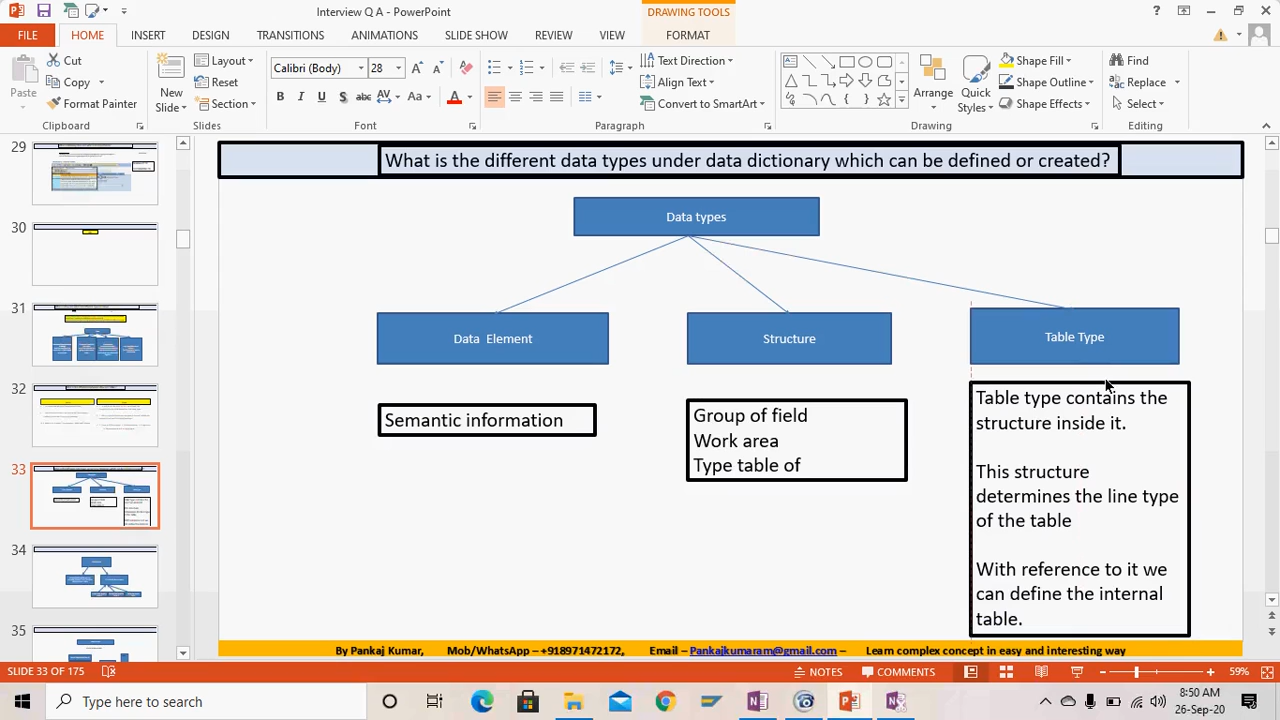 Interview Q A - PowerPoint
DRAWING TOOLS
FILE HOME INSERT DESIGN TRANSITIONS ANIMATIONS SLIDE SHOW REVIEW VIEW FORMAT
Paste
Cut
Copy
Format Painter
Clipboard
New
Slide
Layout
Reset
Section
Slides
Calibri (Body) 28
Font
Text Direction
Align Text
Convert to SmartArt
Paragraph
Arrange
Quick
Styles
Shape Fill
Shape Outline
Shape Effects
Drawing
Find
Replace
Select
Editing
29
30
31
32
33
34
35
What is the different data types under data dictionary which can be defined or created?
Data types
Data Element
Structure
Table Type
Semantic information
Group of field
Work area
Type table of
Table type contains the
structure inside it.
This structure
determines the line type
of the table
With reference to it we
can define the internal
table.
By Pankaj Kumar, Mob/WhatsApp – +918971472172, Email – Pankajkumaram@gmail.com – Learn complex concept in easy and interesting way
SLIDE 33 OF 175
NOTES
COMMENTS
59%
Type here to search
8:50 AM
26-Sep-20